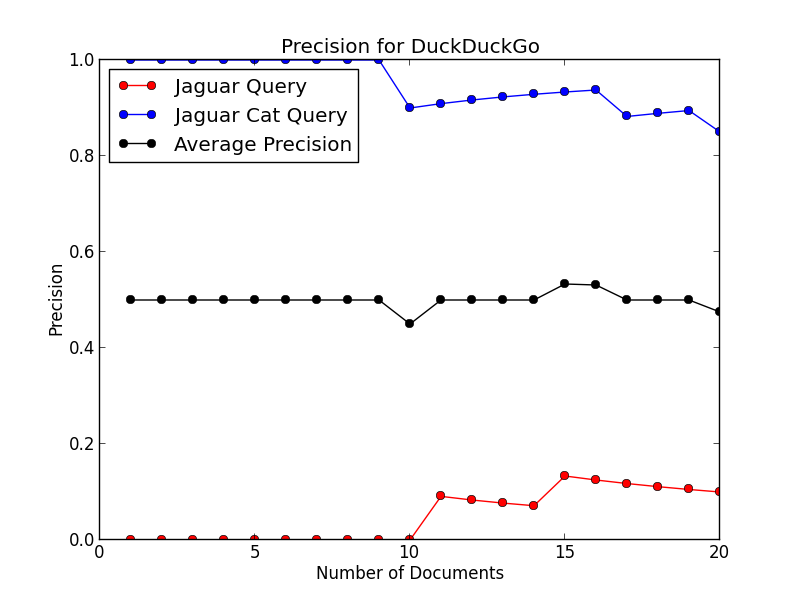 Precision for DuckDuckGo
1.0
Jaguar Query
Jaguar Cat Query
Average Precision
0.8
0.6
Precision
0.4
0.2
0.0
0
5
10
15
20
Number of Documents